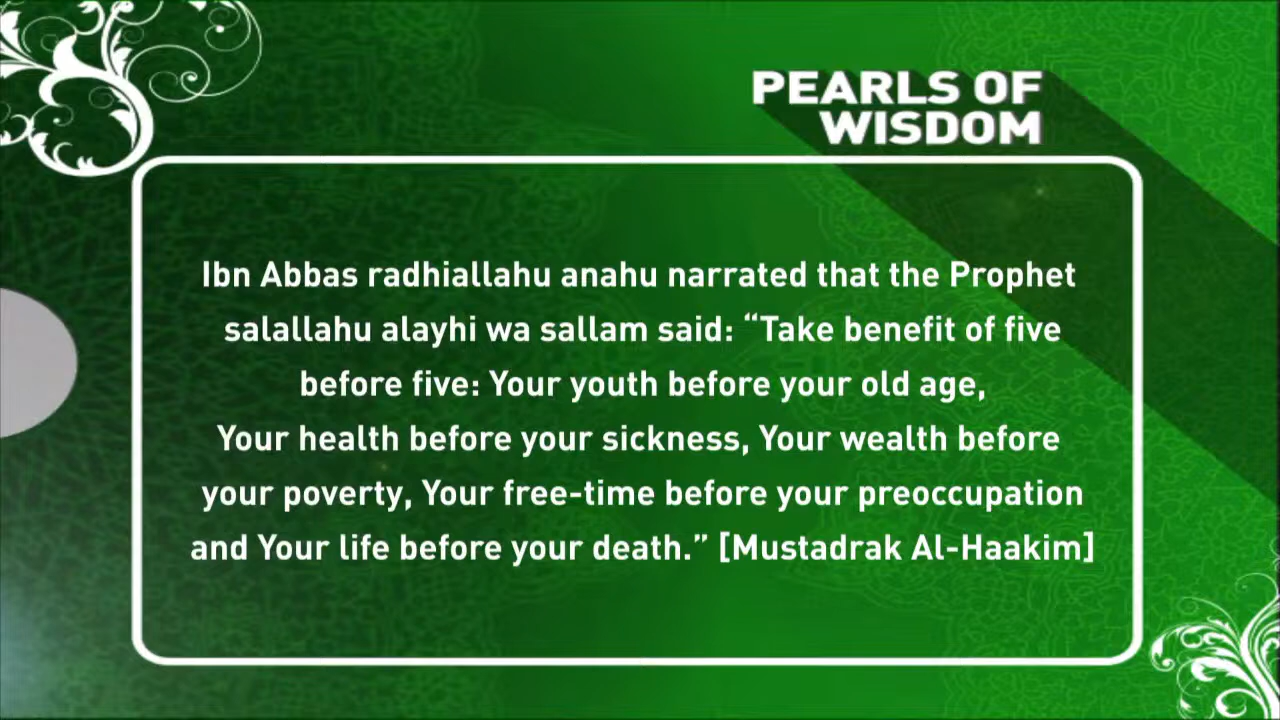 PEARLS OF
WISDOM
Ibn Abbas radhiallahu anahu narrated that the Prophet
salallahu alayhi wa sallam said: “Take benefit of five
before five: Your youth before your old age,
Your health before your sickness, Your wealth before
your poverty, Your free-time before your preoccupation
and Your life before your death.” [Mustadrak Al-Haakim]